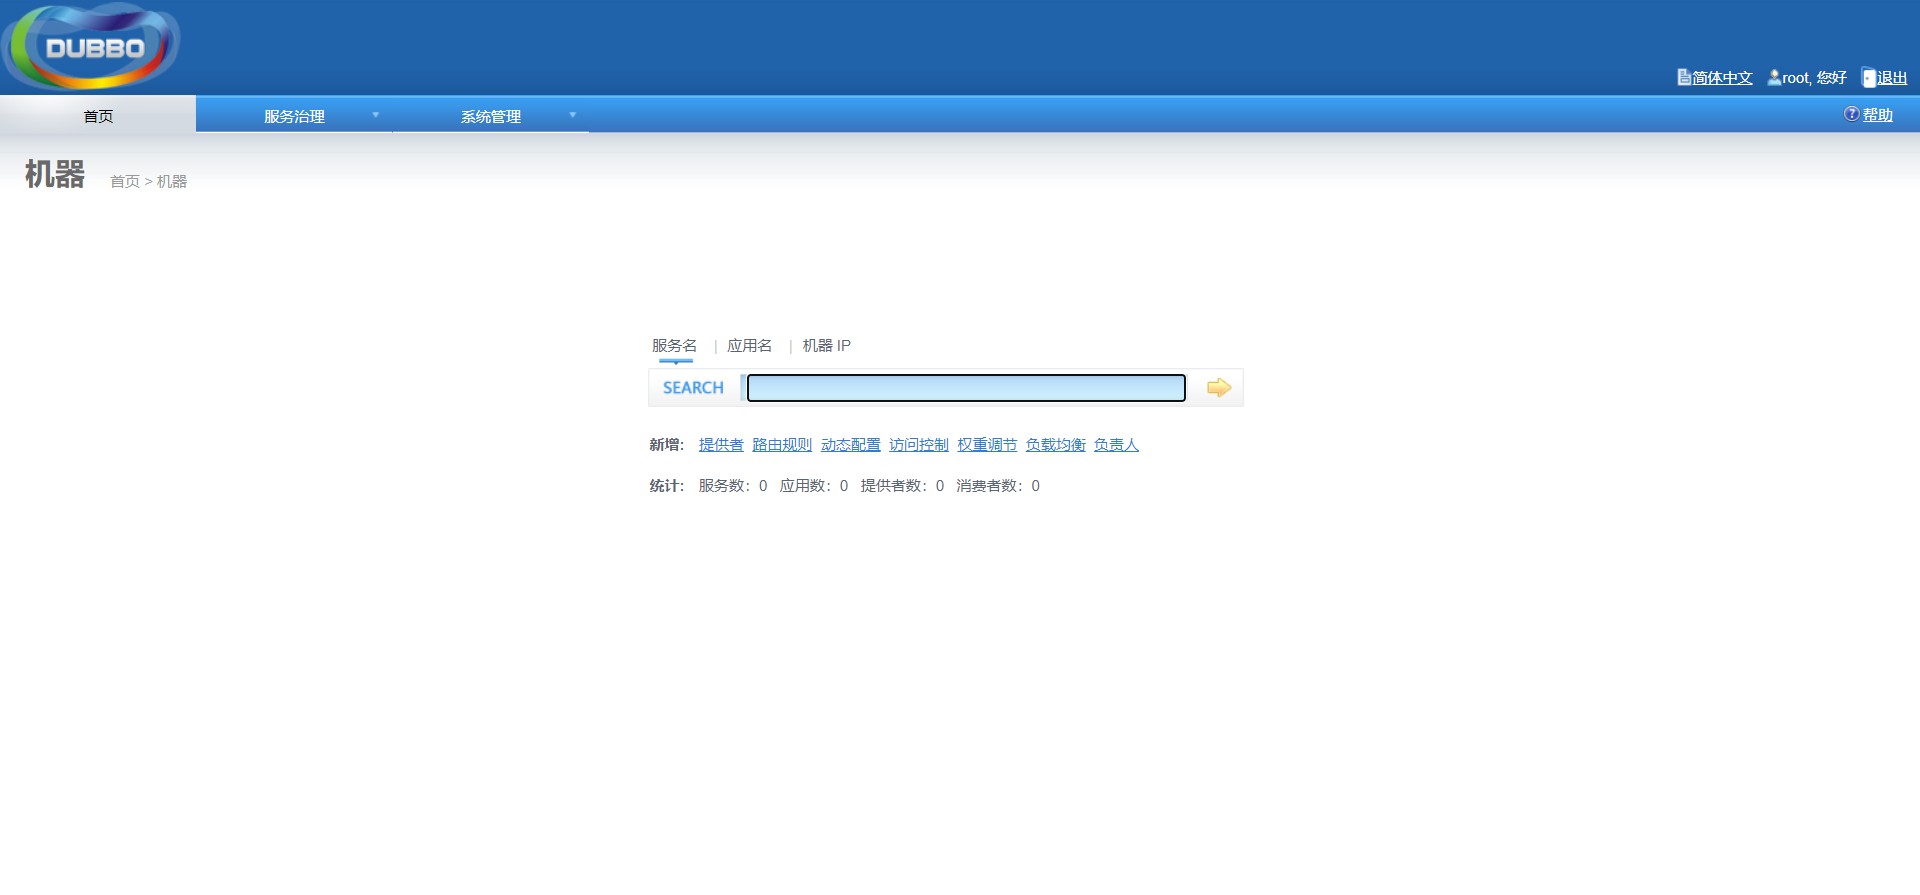 DUBBO
简体中文 root, 您好 退出
首页 服务治理 系统管理 帮助
机器 首页 > 机器
服务名 | 应用名 | 机器 IP
SEARCH
新增： 提供者 路由规则 动态配置 访问控制 权重调节 负载均衡 负责人
统计： 服务数：0 应用数：0 提供者数：0 消费者数：0